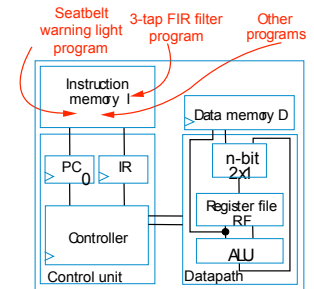 Seatbelt
warning light
program
3-tap FIR filter
program
Other
programs
Instruction
memory I
Data memory D
PC
0
IR
n-bit
2x1
Register file
RF
Controller
ALU
Control unit
Datapath